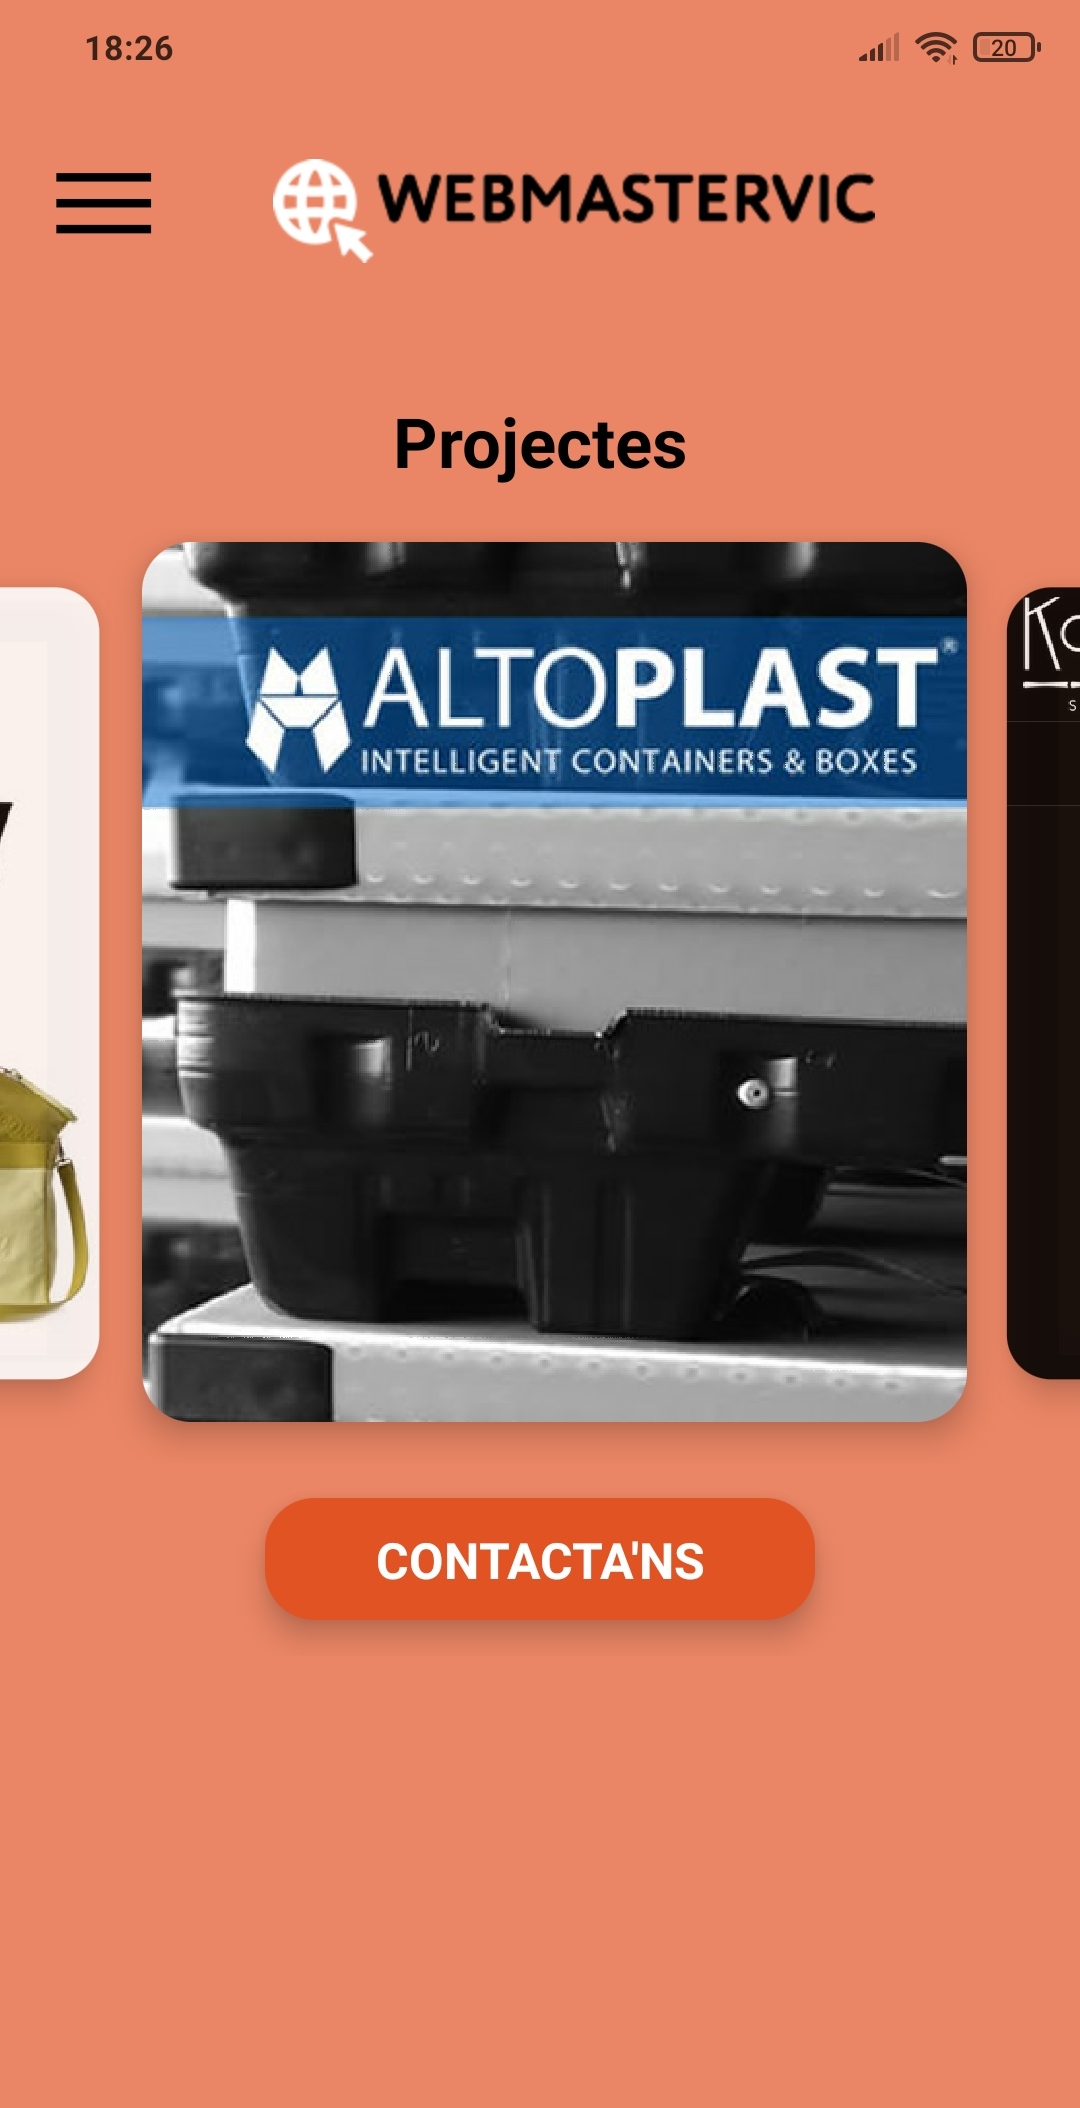 18:26
20
WEBMASTERVIC
Projectes
ALTOPLAST®
INTELLIGENT CONTAINERS & BOXES
CONTACTA'NS